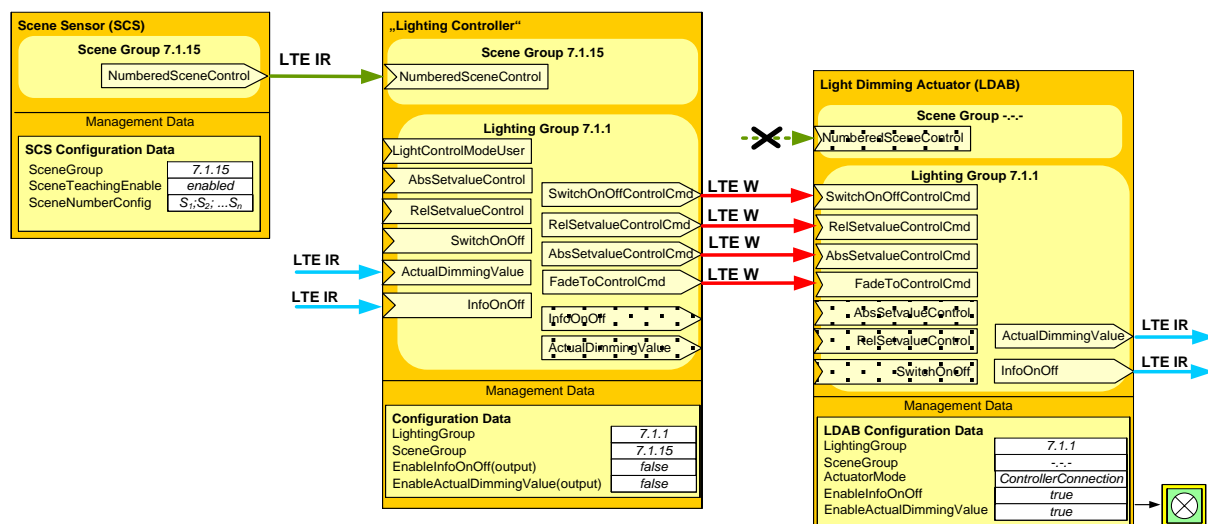 Scene Sensor (SCS)
Scene Group 7.1.15
NumberedSceneControl
Management Data
SCS Configuration Data
SceneGroup 7.1.15
SceneTeachingEnable enabled
SceneNumberConfig S1;S2; ...Sn
LTE IR
„Lighting Controller“
Scene Group 7.1.15
NumberedSceneControl
Lighting Group 7.1.1
LightControlModeUser
AbsSetvalueControl
RelSetvalueControl
SwitchOnOff
LTE IR
ActualDimmingValue
LTE IR
InfoOnOff
SwitchOnOffControlCmd
RelSetvalueControlCmd
AbsSetvalueControlCmd
FadeToControlCmd
InfoOnOff
ActualDimmingValue
Management Data
Configuration Data
LightingGroup 7.1.1
SceneGroup 7.1.15
EnableInfoOnOff(output) false
EnableActualDimmingValue(output) false
LTE W
LTE W
LTE W
LTE W
Light Dimming Actuator (LDAB)
Scene Group -.-.-
NumberedSceneControl
Lighting Group 7.1.1
SwitchOnOffControlCmd
RelSetvalueControlCmd
AbsSetvalueControlCmd
FadeToControlCmd
AbsSetvalueControl
RelSetvalueControl
SwitchOnOff
ActualDimmingValue
LTE IR
InfoOnOff
LTE IR
Management Data
LDAB Configuration Data
LightingGroup 7.1.1
SceneGroup -.-.-
ActuatorMode ControllerConnection
EnableInfoOnOff true
EnableActualDimmingValue true